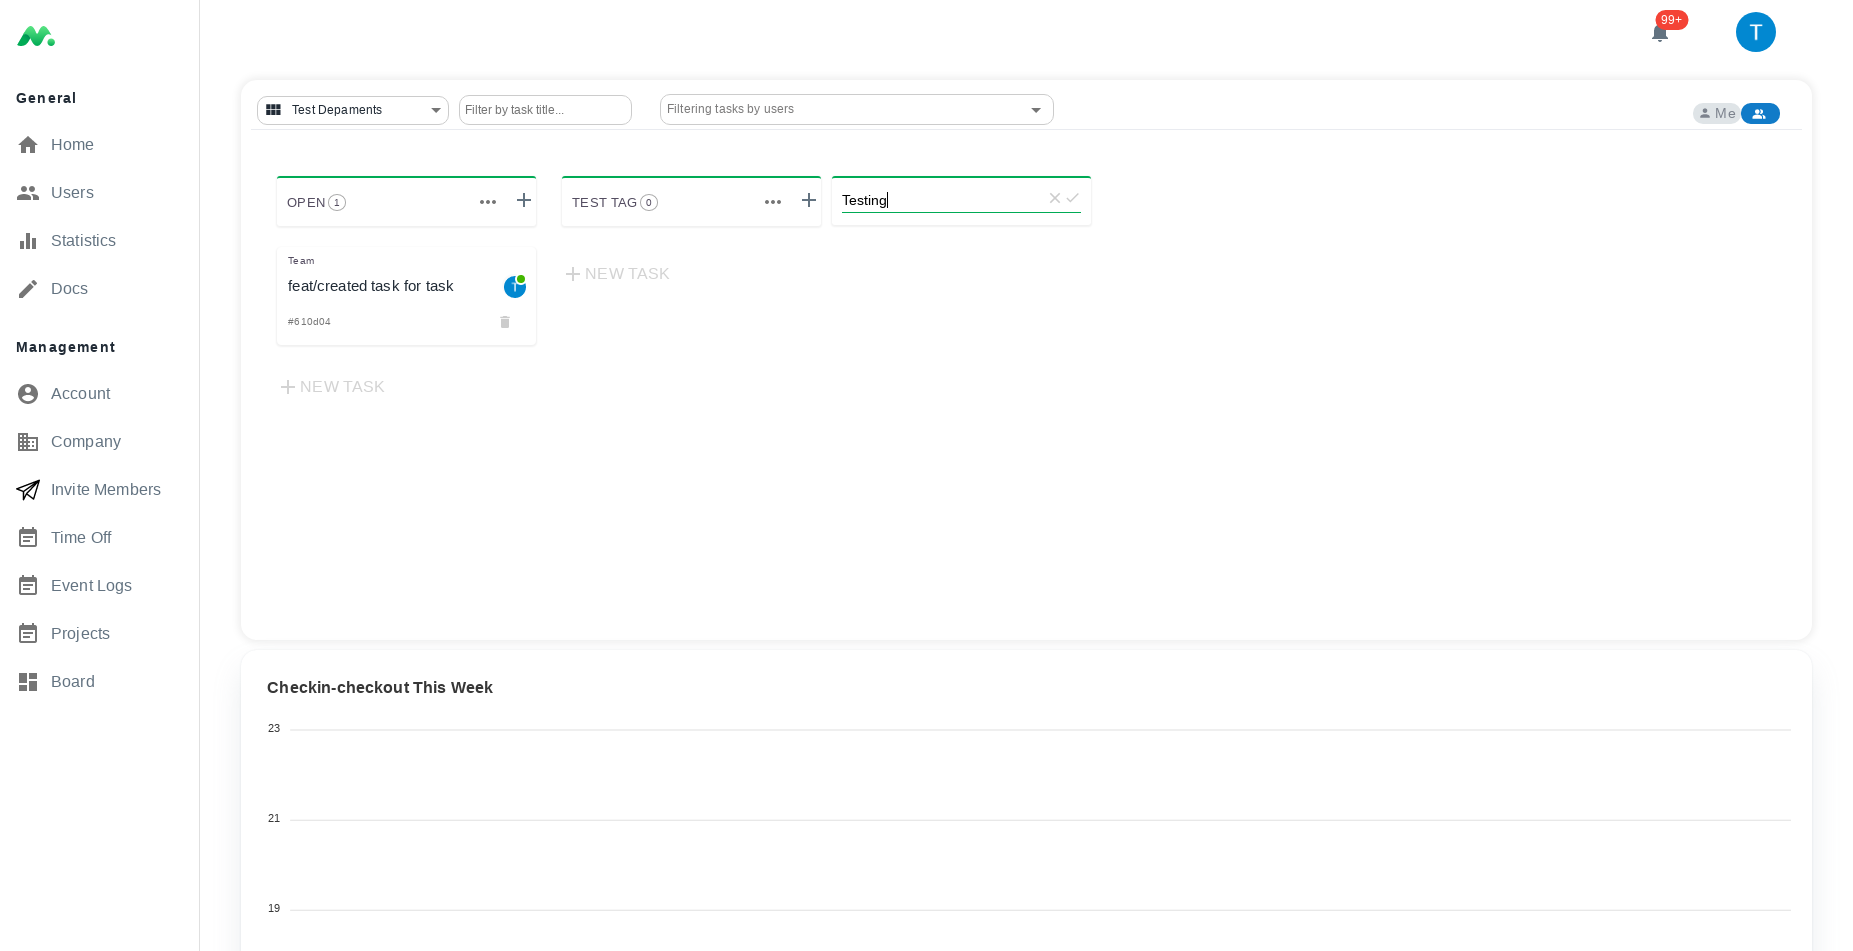 99+
T
General
Home
Users
Statistics
Docs
Management
Account
Company
Invite Members
Time Off
Event Logs
Projects
Board
Test Depaments
Filter by task title...
Filtering tasks by users
Me
OPEN 1
TEST TAG 0
Testing
Team
feat/created task for task
T
#610d04
NEW TASK
NEW TASK
Checkin-checkout This Week
23
21
19